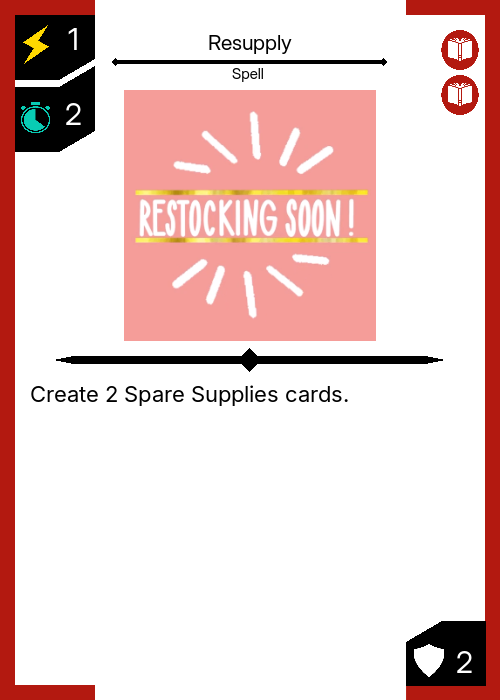 1
Resupply
Spell
2
RESTOCKING SOON!
Create 2 Spare Supplies cards.
2